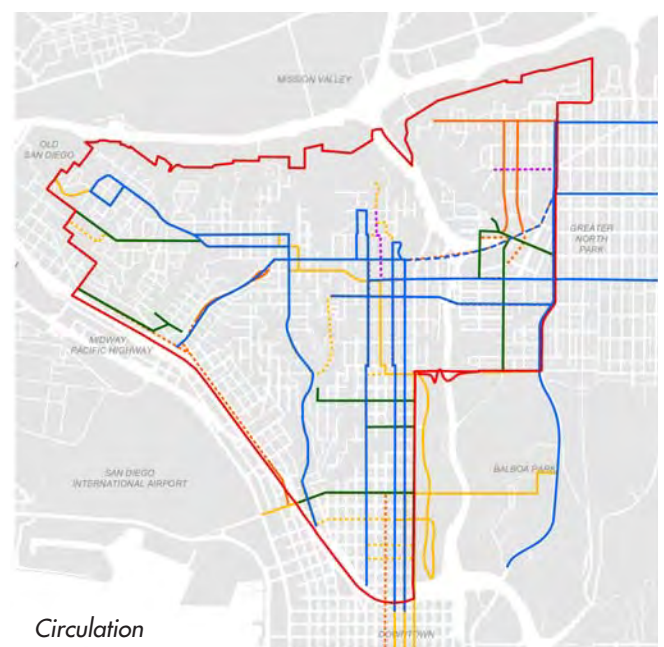 MISSION VALLEY
OLD
SAN DIEGO
GREATER
NORTH
PARK
MIDWAY
PACIFIC HIGHWAY
SAN DIEGO
INTERNATIONAL AIRPORT
BALBOA PARK
Circulation
DOWNTOWN